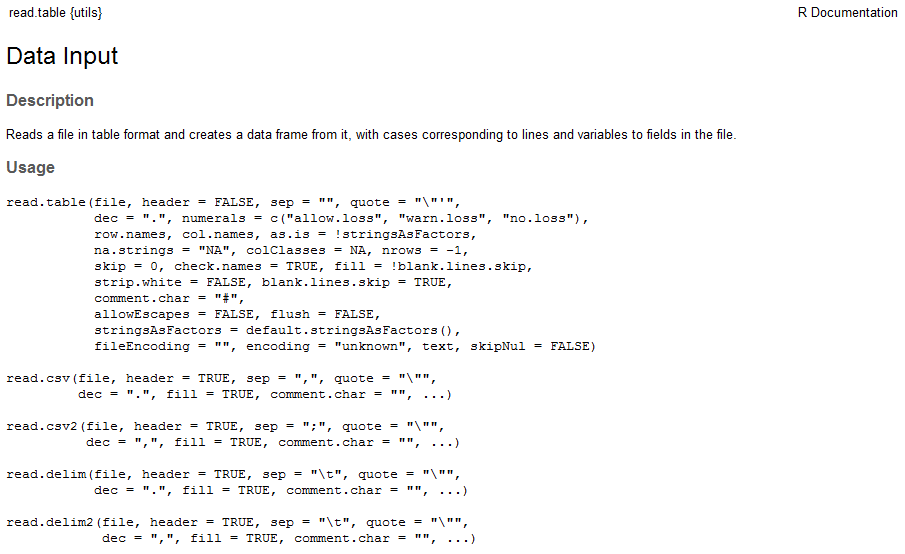 read.table {utils}
R Documentation
Data Input
Description
Reads a file in table format and creates a data frame from it, with cases corresponding to lines and variables to fields in the file.
Usage
read.table(file, header = FALSE, sep = "", quote = "\"'",
           dec = ".", numerals = c("allow.loss", "warn.loss", "no.loss"),
           row.names, col.names, as.is = !stringsAsFactors,
           na.strings = "NA", colClasses = NA, nrows = -1,
           skip = 0, check.names = TRUE, fill = !blank.lines.skip,
           strip.white = FALSE, blank.lines.skip = TRUE,
           comment.char = "#",
           allowEscapes = FALSE, flush = FALSE,
           stringsAsFactors = default.stringsAsFactors(),
           fileEncoding = "", encoding = "unknown", text, skipNul = FALSE)
read.csv(file, header = TRUE, sep = ",", quote = "\"",
         dec = ".", fill = TRUE, comment.char = "", ...)
read.csv2(file, header = TRUE, sep = ";", quote = "\"",
          dec = ",", fill = TRUE, comment.char = "", ...)
read.delim(file, header = TRUE, sep = "\t", quote = "\"",
           dec = ".", fill = TRUE, comment.char = "", ...)
read.delim2(file, header = TRUE, sep = "\t", quote = "\"",
            dec = ",", fill = TRUE, comment.char = "", ...)